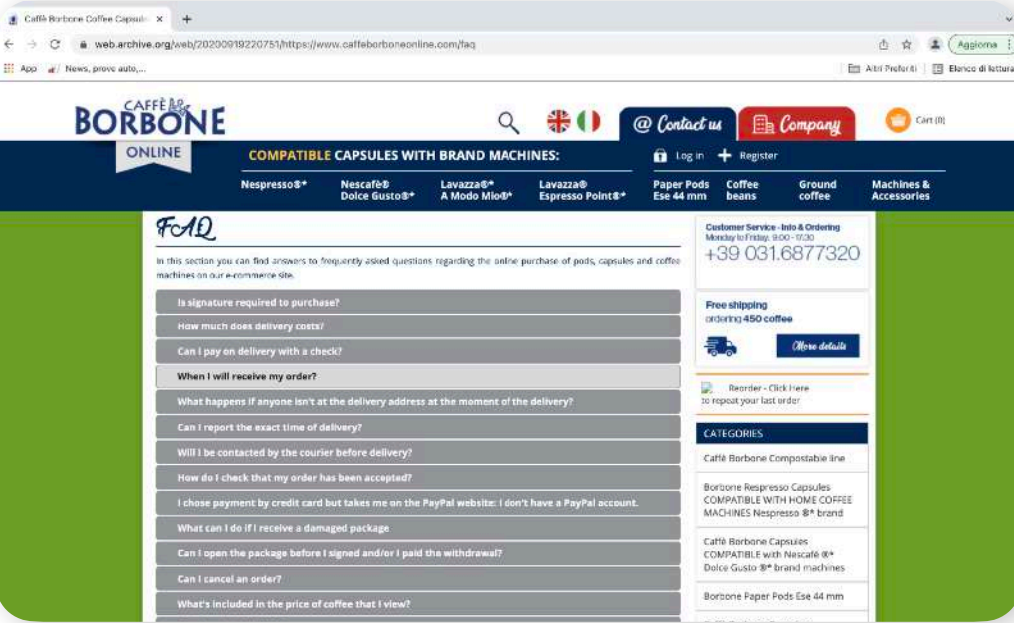 Caffè Borbone Coffee Capsul
web.archive.org/web/20200919220751/https://www.caffeborboneonline.com/faq
Aggiorna
App
News, prove auto,...
Altri Preferiti
Elenco di lettura
CAFFÈ
BORBONE
ONLINE
@ Contact us
Company
Cart (0)
COMPATIBLE CAPSULES WITH BRAND MACHINES:
Log in
Register
Nespresso®*
Nescafè®
Dolce Gusto®*
Lavazza®*
A Modo Mio®*
Lavazza®
Espresso Point®*
Paper Pods
Ese 44 mm
Coffee
beans
Ground
coffee
Machines &
Accessories
FAQ
In this section you can find answers to frequently asked questions regarding the online purchase of pods, capsules and coffee
machines on our e-commerce site.
Is signature required to purchase?
How much does delivery costs?
Can I pay on delivery with a check?
When I will receive my order?
What happens if anyone isn't at the delivery address at the moment of the delivery?
Can I report the exact time of delivery?
Will I be contacted by the courier before delivery?
How do I check that my order has been accepted?
I chose payment by credit card but takes me on the PayPal website: I don't have a PayPal account.
What can I do if I receive a damaged package
Can I open the package before I signed and/or I paid the withdrawal?
Can I cancel an order?
What's included in the price of coffee that I view?
Customer Service - Info & Ordering
Monday to Friday, 9:00 - 17:30
+39 031.6877320
Free shipping
ordering 450 coffee
More details
Reorder - Click Here
to repeat your last order
CATEGORIES
Caffè Borbone Compostable line
Borbone Respresso Capsules
COMPATIBLE WITH HOME COFFEE
MACHINES Nespresso ®* brand
Caffè Borbone Capsules
COMPATIBLE with Nescafè ®*
Dolce Gusto ®* brand machines
Borbone Paper Pods Ese 44 mm